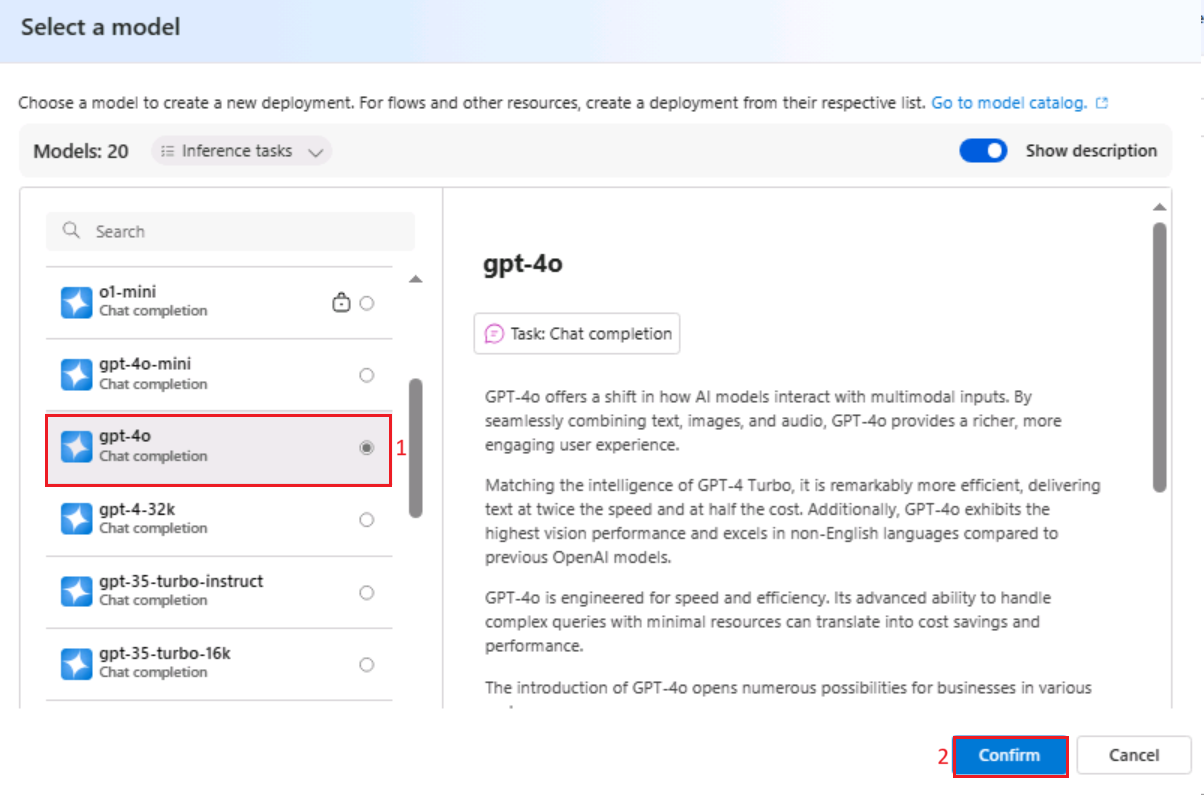 Select a model
Choose a model to create a new deployment. For flows and other resources, create a deployment from their respective list. Go to model catalog.
Models: 20 Inference tasks Show description
Search
o1-mini
Chat completion
gpt-4o-mini
Chat completion
gpt-4o
Chat completion
1
gpt-4-32k
Chat completion
gpt-35-turbo-instruct
Chat completion
gpt-35-turbo-16k
Chat completion
gpt-4o
Task: Chat completion
GPT-4o offers a shift in how AI models interact with multimodal inputs. By
seamlessly combining text, images, and audio, GPT-4o provides a richer, more
engaging user experience.
Matching the intelligence of GPT-4 Turbo, it is remarkably more efficient, delivering
text at twice the speed and at half the cost. Additionally, GPT-4o exhibits the
highest vision performance and excels in non-English languages compared to
previous OpenAI models.
GPT-4o is engineered for speed and efficiency. Its advanced ability to handle
complex queries with minimal resources can translate into cost savings and
performance.
The introduction of GPT-4o opens numerous possibilities for businesses in various
2 Confirm Cancel